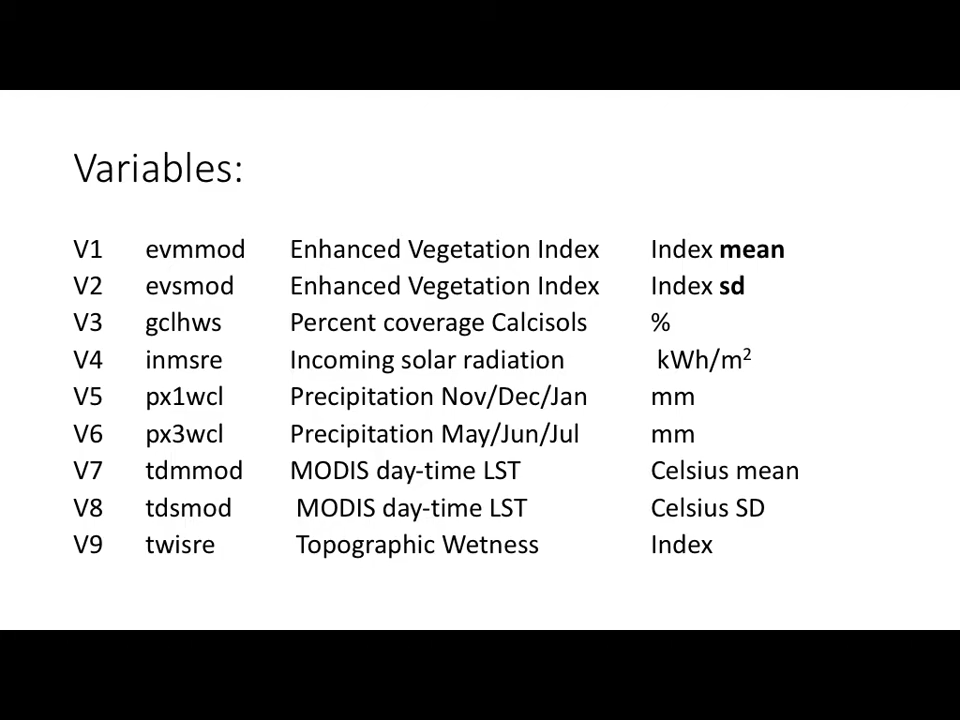 Variables:
V1 evmmod Enhanced Vegetation Index Index mean
V2 evsmod Enhanced Vegetation Index Index sd
V3 gclhws Percent coverage Calcisols %
V4 inmsre Incoming solar radiation kWh/m²
V5 px1wcl Precipitation Nov/Dec/Jan mm
V6 px3wcl Precipitation May/Jun/Jul mm
V7 tdmmod MODIS day-time LST Celsius mean
V8 tdsmod MODIS day-time LST Celsius SD
V9 twisre Topographic Wetness Index